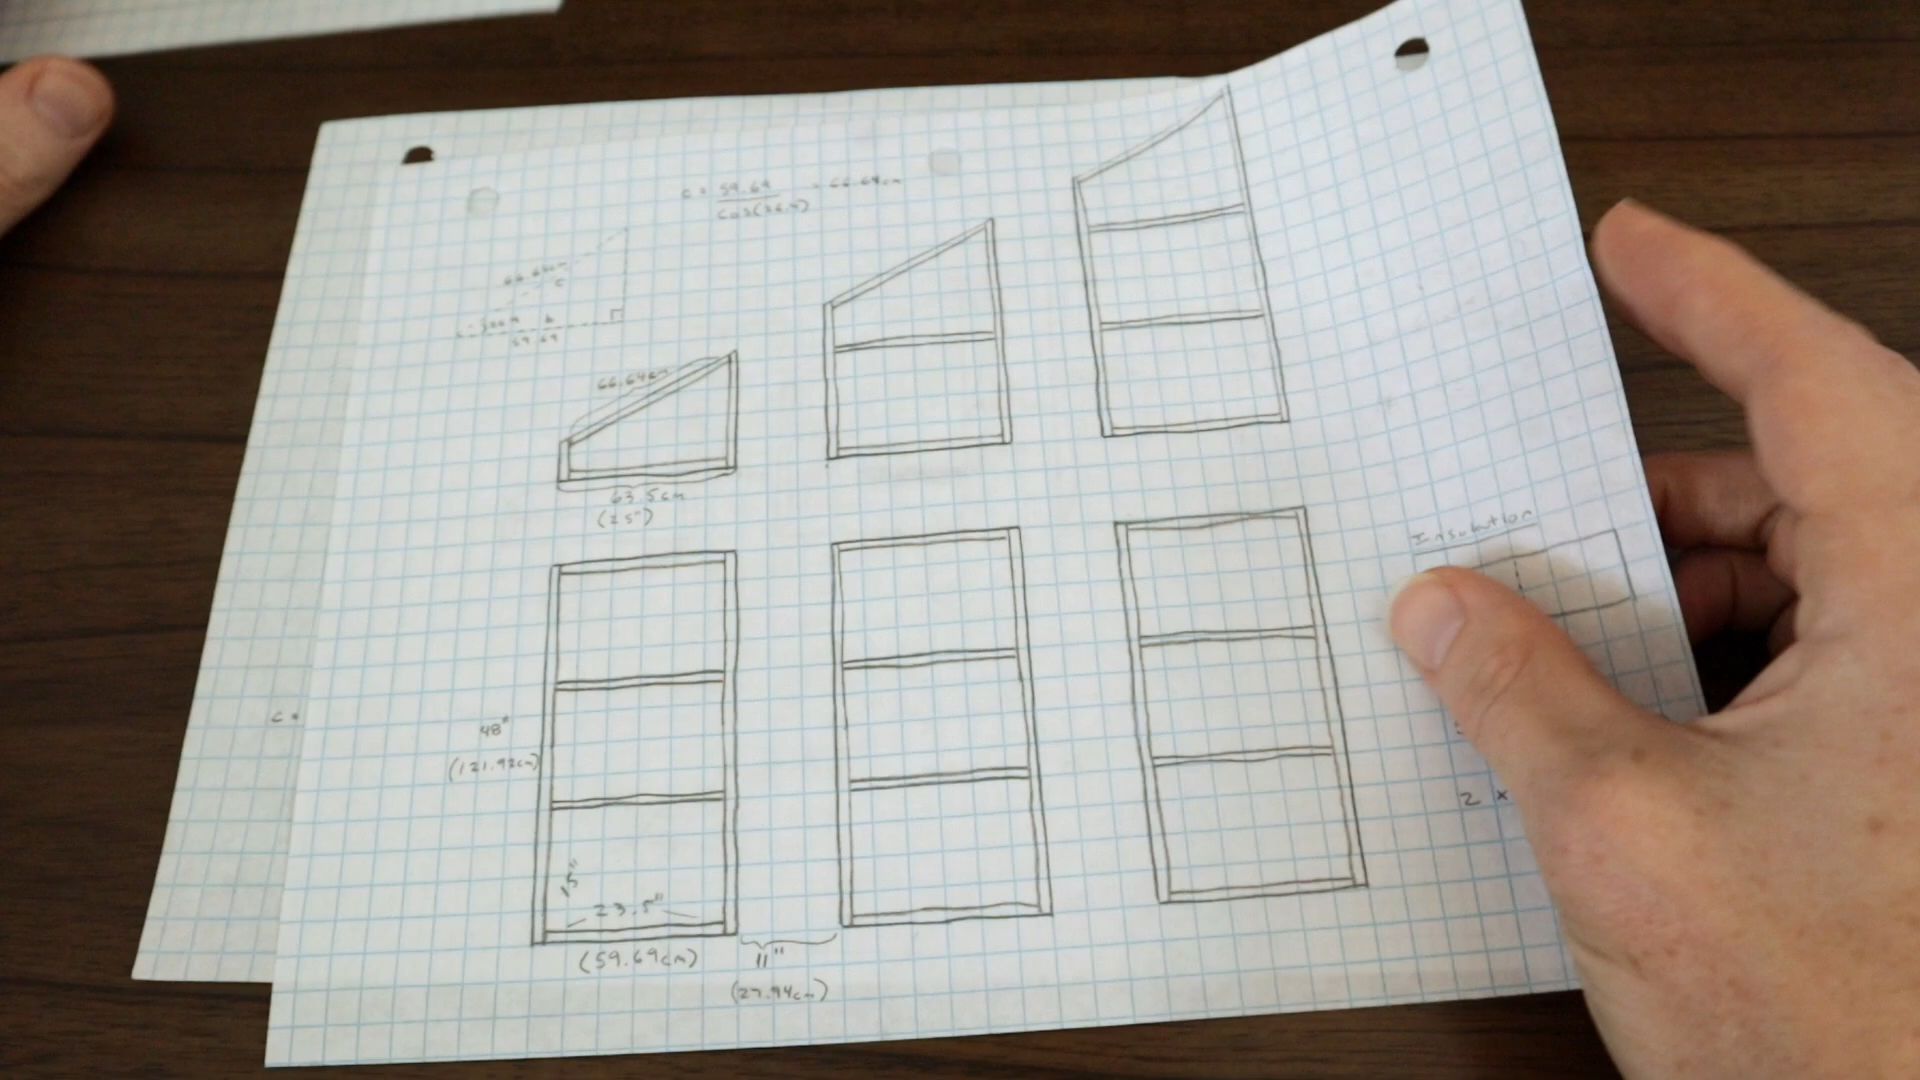 c = 59.69
= 66.64cm
cos(26.4)
66.64cm
c
b
59.69
66.64cm
63.5cm
(25")
Insulation
c =
48"
(121.92cm)
2 x
15"
23.5"
(59.69cm)
11"
(27.94cm)